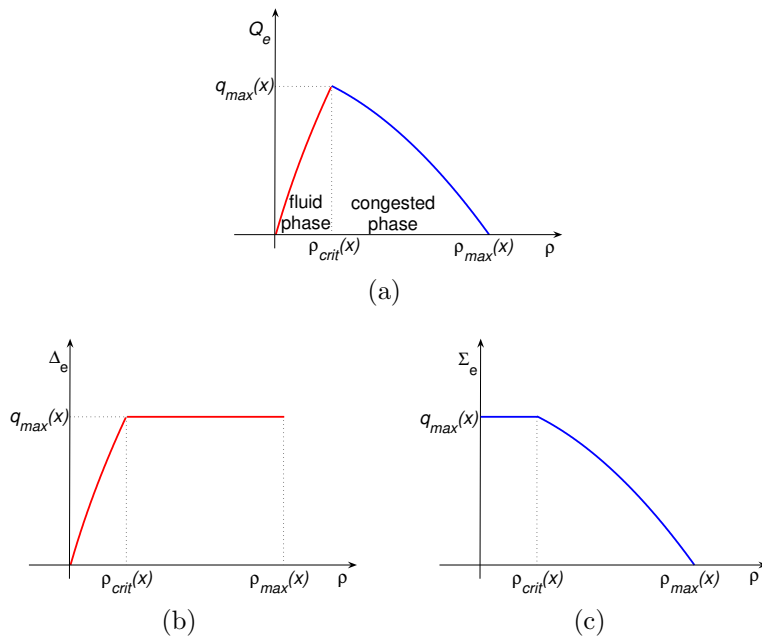 Q_e
q_max(x)
fluid phase
congested phase
ρ_crit(x)
ρ_max(x)
ρ
(a)
Δ_e
q_max(x)
ρ_crit(x)
ρ_max(x)
ρ
(b)
Σ_e
q_max(x)
ρ_crit(x)
ρ_max(x)
ρ
(c)